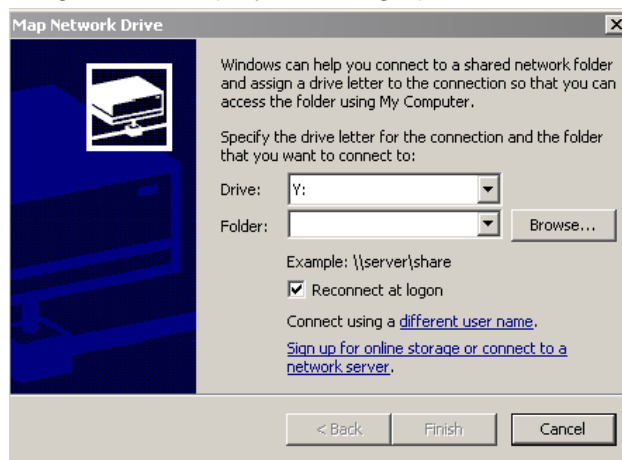 Map Network Drive
Windows can help you connect to a shared network folder
and assign a drive letter to the connection so that you can
access the folder using My Computer.
Specify the drive letter for the connection and the folder
that you want to connect to:
Drive: Y:
Folder: Browse...
Example: \\server\share
Reconnect at logon
Connect using a different user name.
Sign up for online storage or connect to a
network server.
< Back Finish Cancel